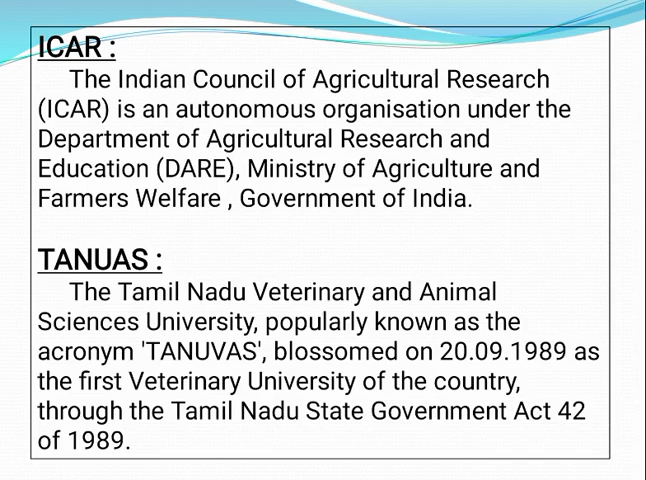 ICAR :
The Indian Council of Agricultural Research
(ICAR) is an autonomous organisation under the
Department of Agricultural Research and
Education (DARE), Ministry of Agriculture and
Farmers Welfare , Government of India.
TANUAS :
The Tamil Nadu Veterinary and Animal
Sciences University, popularly known as the
acronym 'TANUVAS', blossomed on 20.09.1989 as
the first Veterinary University of the country,
through the Tamil Nadu State Government Act 42
of 1989.